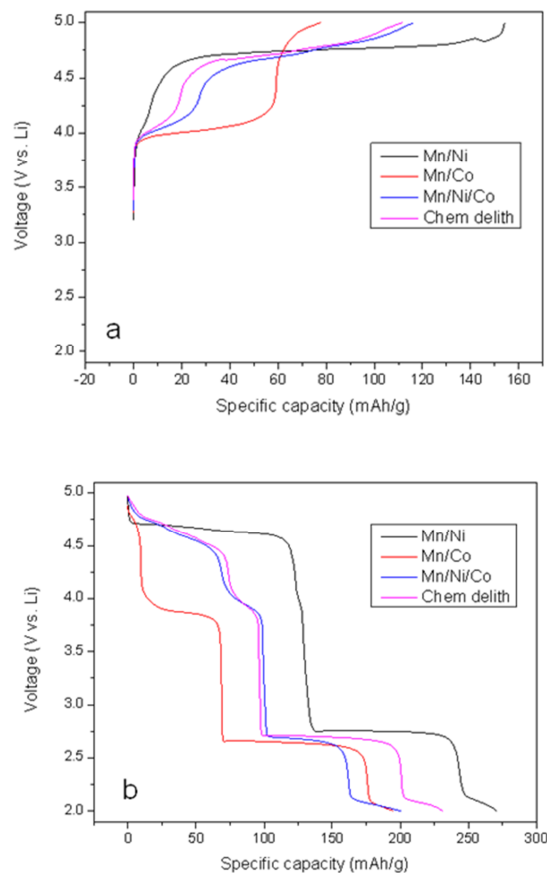 5.0
4.5
4.0
3.5
3.0
2.5
2.0
Voltage (V vs. Li)
Mn/Ni
Mn/Co
Mn/Ni/Co
Chem delith
a
-20 0 20 40 60 80 100 120 140 160
Specific capacity (mAh/g)
5.0
4.5
4.0
3.5
3.0
2.5
2.0
Voltage (V vs. Li)
Mn/Ni
Mn/Co
Mn/Ni/Co
Chem delith
b
0 50 100 150 200 250 300
Specific capacity (mAh/g)